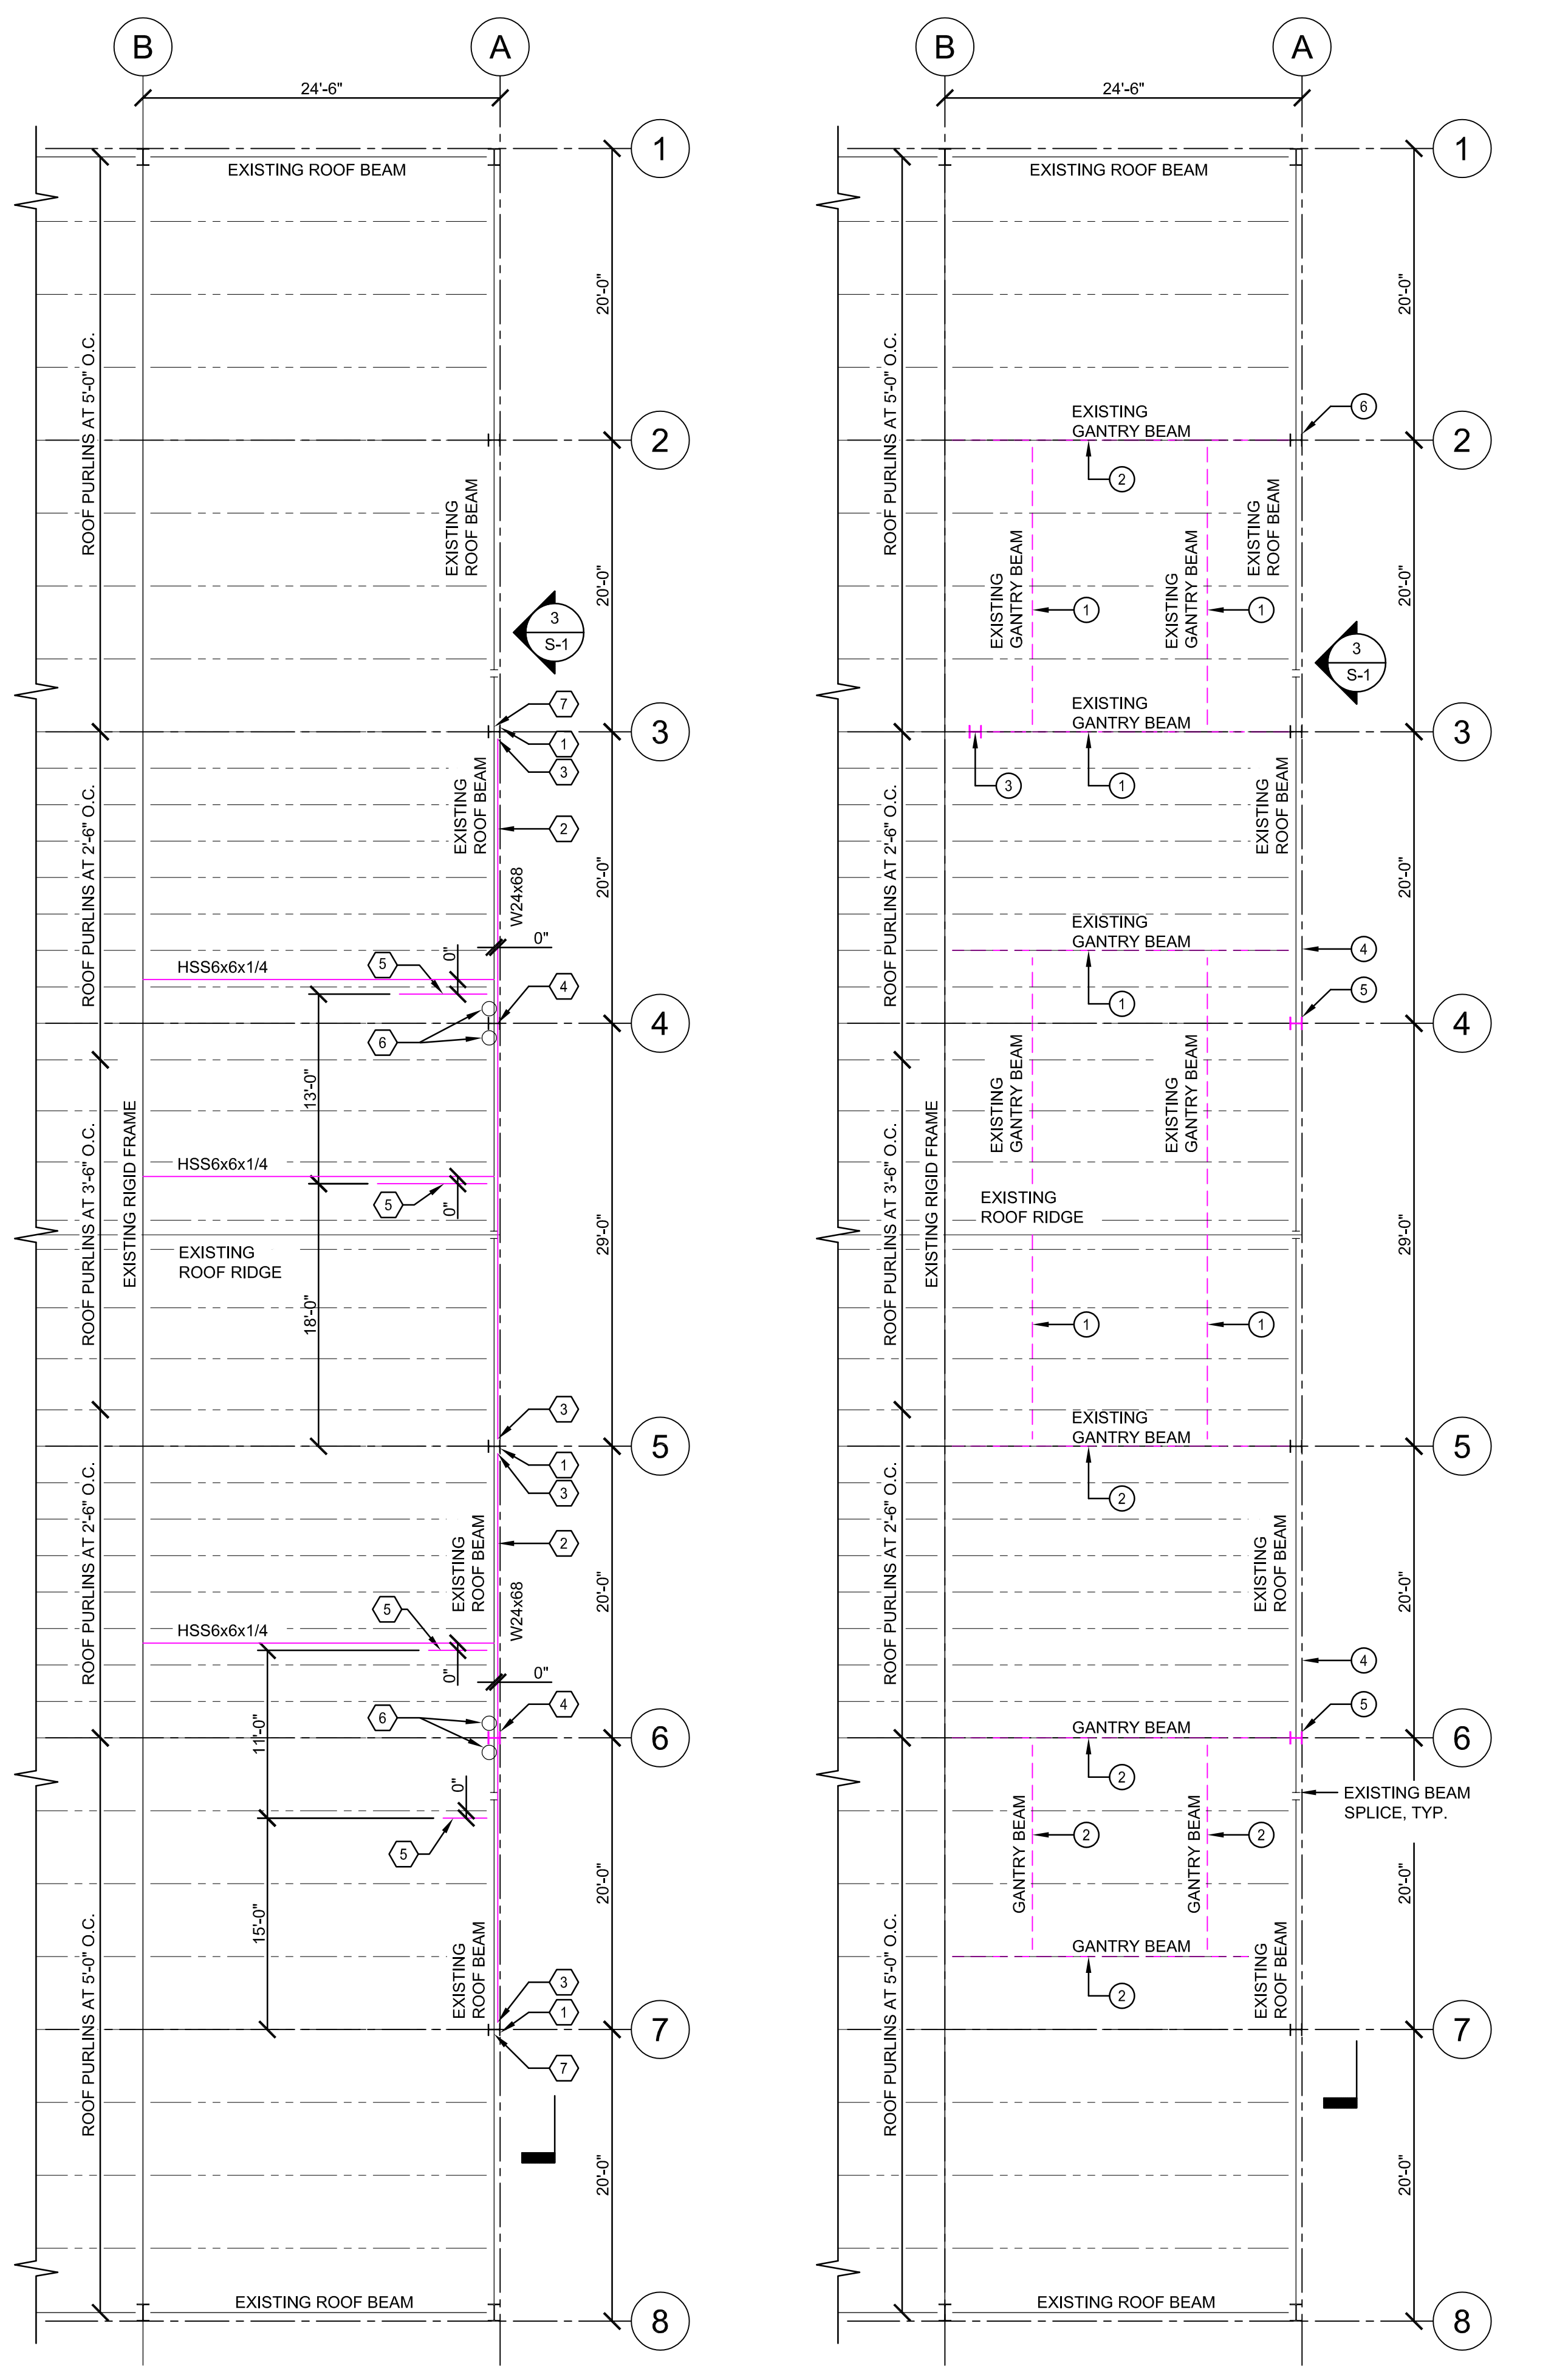 B
A
24'-6"
1
EXISTING ROOF BEAM
20'-0"
ROOF PURLINS AT 5'-0" O.C.
2
EXISTING
ROOF BEAM
20'-0"
3
S-1
7
3
1
3
EXISTING
ROOF BEAM
2
ROOF PURLINS AT 2'-6" O.C.
20'-0"
W24x68
0"
0"
5
HSS6x6x1/4
4
4
6
13'-0"
EXISTING RIGID FRAME
ROOF PURLINS AT 3'-6" O.C.
HSS6x6x1/4
5
0"
29'-0"
EXISTING
ROOF RIDGE
18'-0"
3
5
1
3
ROOF PURLINS AT 2'-6" O.C.
EXISTING
ROOF BEAM
2
20'-0"
W24x68
5
HSS6x6x1/4
0"
0"
4
6
6
11'-0"
0"
5
20'-0"
15'-0"
ROOF PURLINS AT 5'-0" O.C.
EXISTING
ROOF BEAM
3
1
7
7
20'-0"
EXISTING ROOF BEAM
8
B
A
24'-6"
1
EXISTING ROOF BEAM
20'-0"
ROOF PURLINS AT 5'-0" O.C.
EXISTING
GANTRY BEAM
6
2
2
EXISTING
ROOF BEAM
EXISTING
GANTRY BEAM
EXISTING
GANTRY BEAM
1
1
20'-0"
3
S-1
EXISTING
GANTRY BEAM
3
3
1
EXISTING
ROOF BEAM
ROOF PURLINS AT 2'-6" O.C.
20'-0"
EXISTING
GANTRY BEAM
4
1
5
4
EXISTING
GANTRY BEAM
EXISTING
GANTRY BEAM
EXISTING RIGID FRAME
ROOF PURLINS AT 3'-6" O.C.
EXISTING
ROOF RIDGE
29'-0"
1
1
EXISTING
GANTRY BEAM
5
2
ROOF PURLINS AT 2'-6" O.C.
EXISTING
ROOF BEAM
20'-0"
4
5
GANTRY BEAM
6
2
EXISTING BEAM
SPLICE, TYP.
GANTRY BEAM
GANTRY BEAM
2
2
20'-0"
GANTRY BEAM
2
ROOF PURLINS AT 5'-0" O.C.
EXISTING
ROOF BEAM
7
20'-0"
EXISTING ROOF BEAM
8